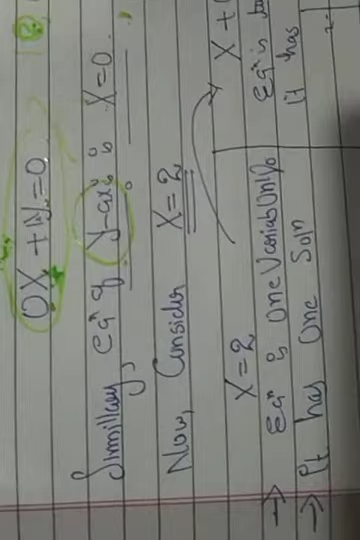 0X + 1y = 0
Similarly, Eqⁿ of y-axis is X = 0.
Now, Consider X = 2
X = 2
→ Eqⁿ is one Variable Only
→ It has One Soln
X +
Eqⁿ is
It has